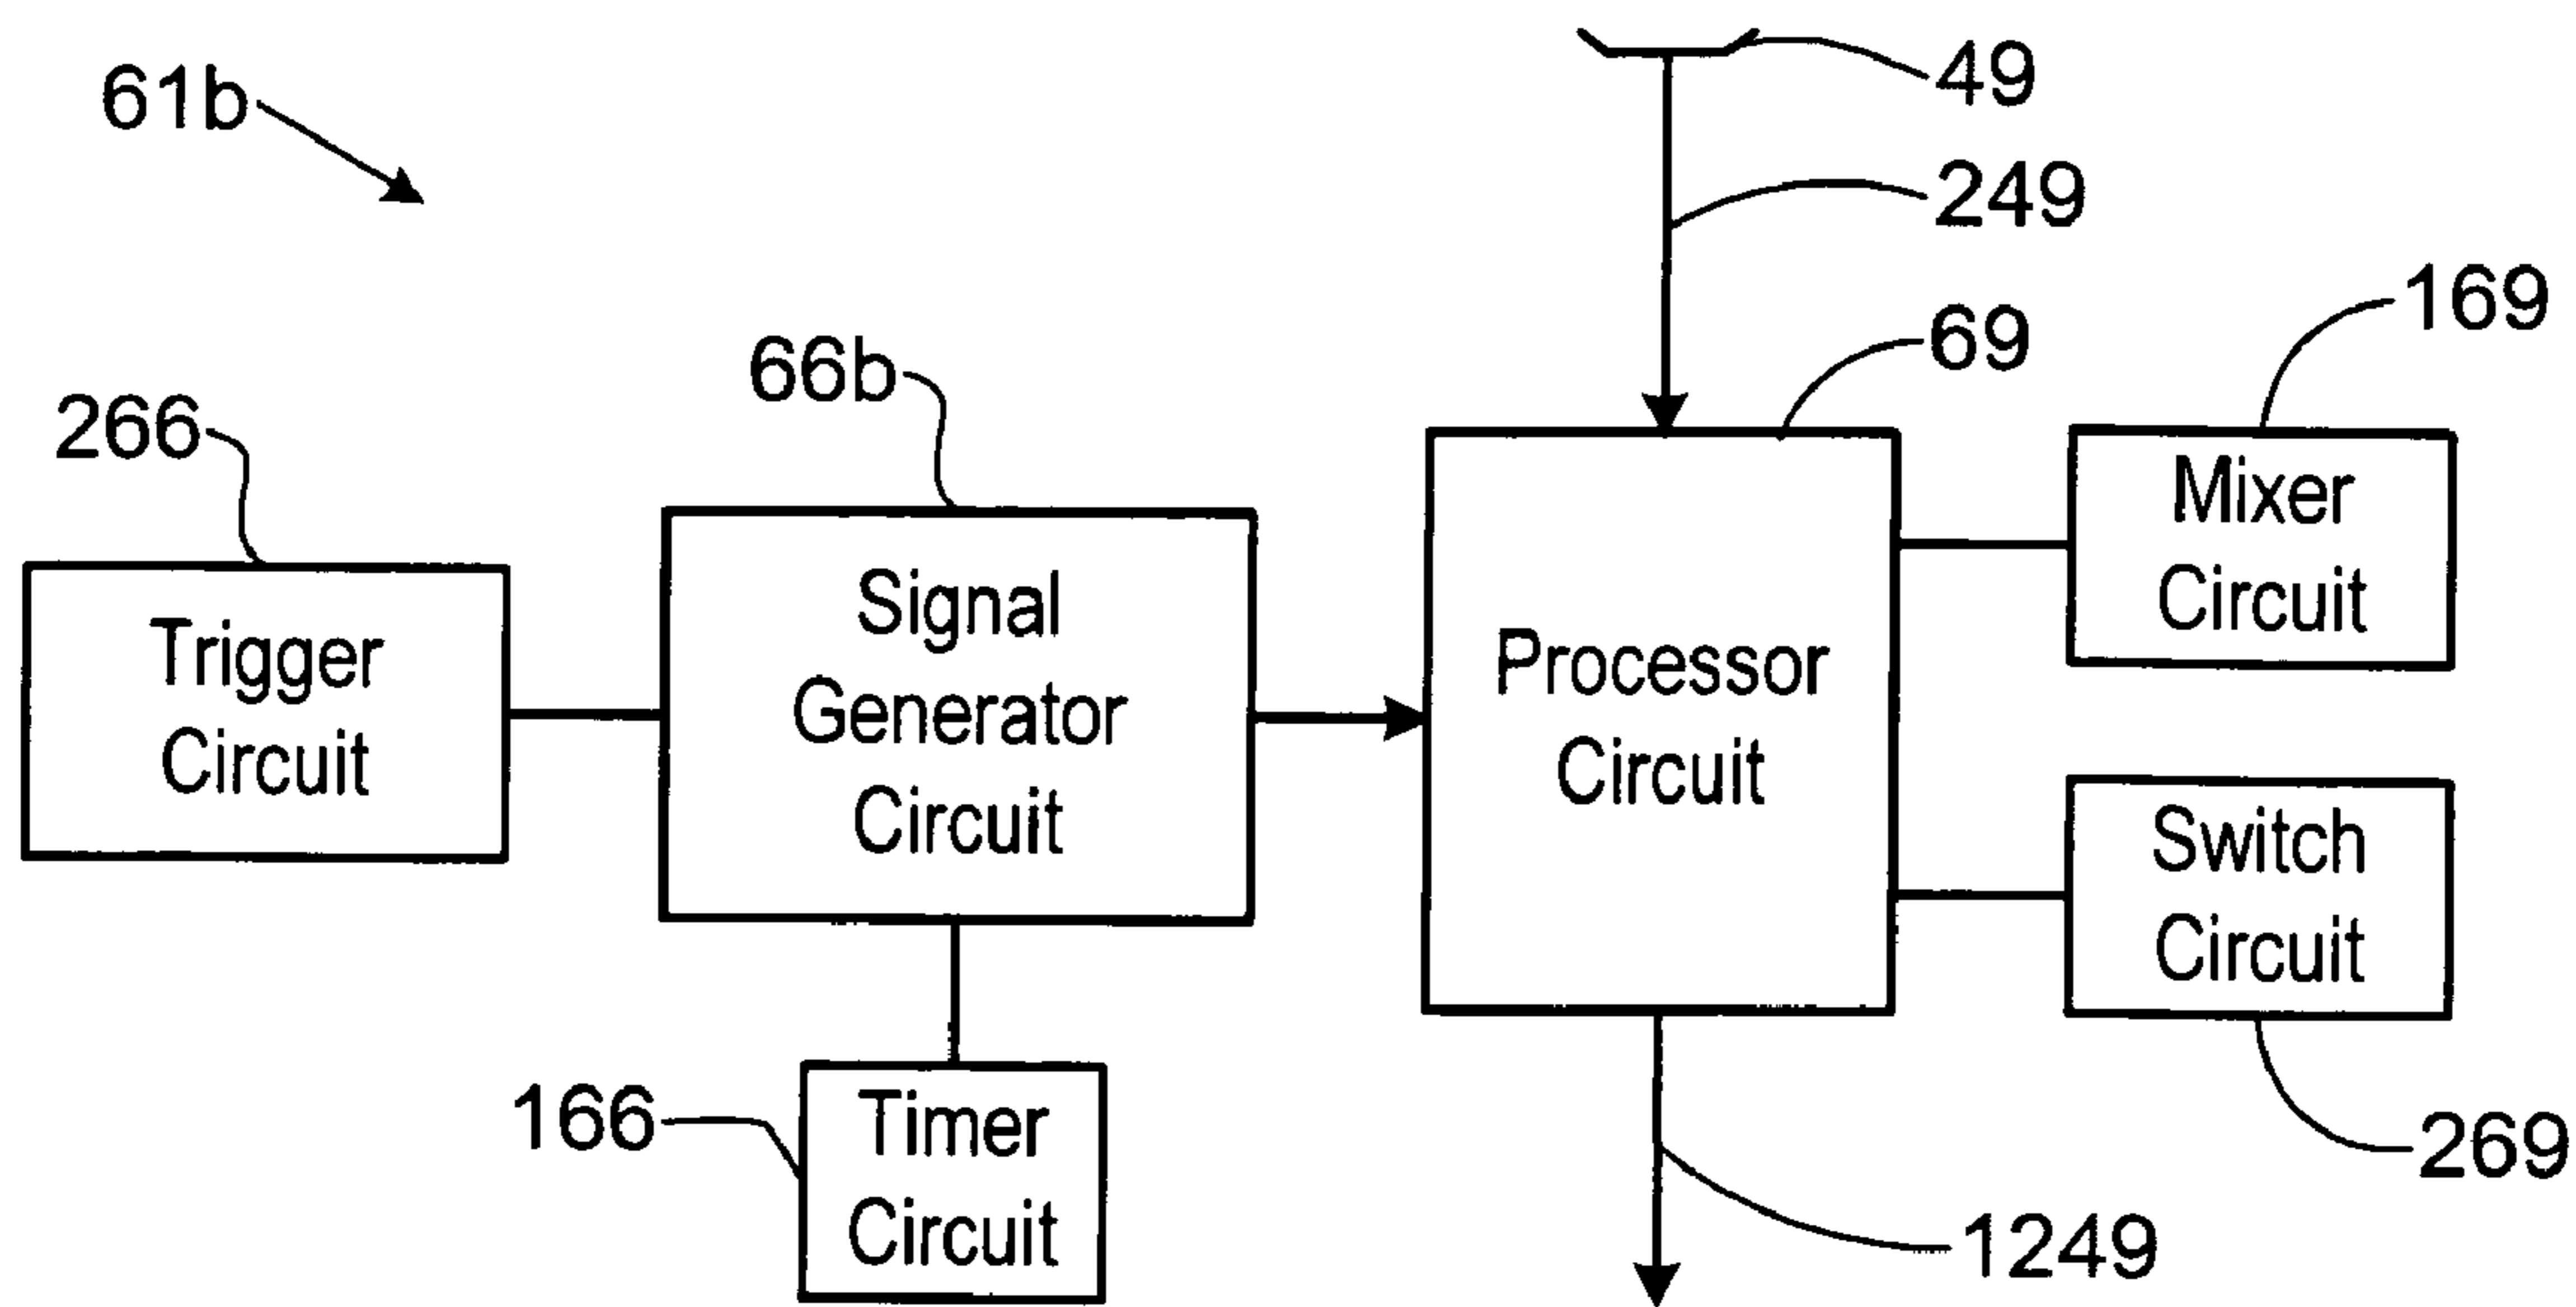 61b
49
249
169
69
66b
266
Mixer
Circuit
Signal
Generator
Circuit
Trigger
Circuit
Processor
Circuit
Switch
Circuit
166
Timer
Circuit
269
1249